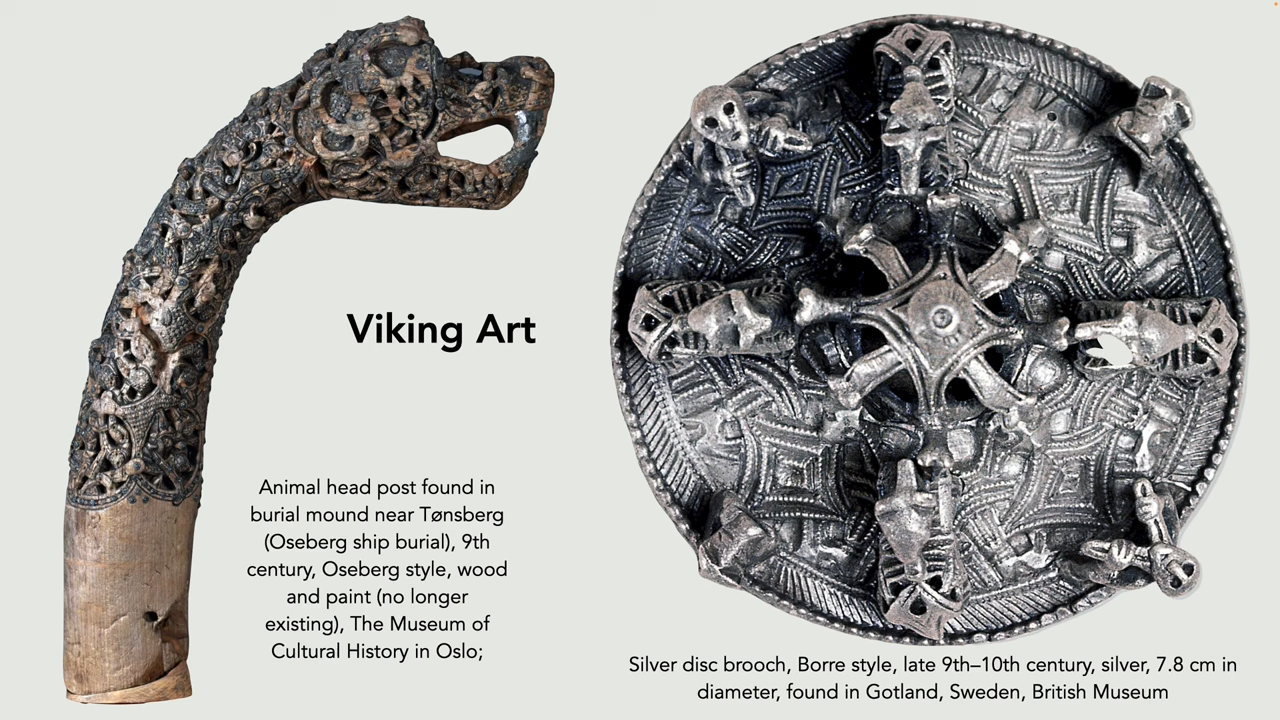 Viking Art
Animal head post found in
burial mound near Tønsberg
(Oseberg ship burial), 9th
century, Oseberg style, wood
and paint (no longer
existing), The Museum of
Cultural History in Oslo;
Silver disc brooch, Borre style, late 9th–10th century, silver, 7.8 cm in
diameter, found in Gotland, Sweden, British Museum